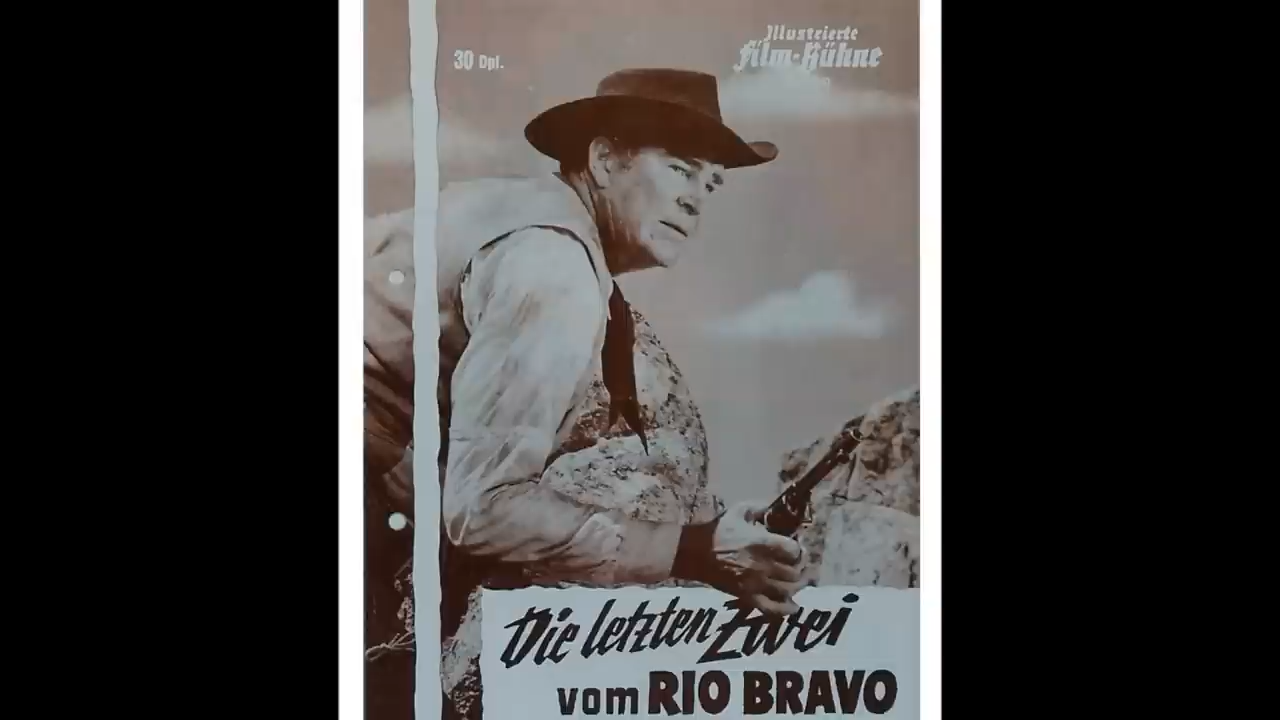 30 Dpf.
Illustrierte
Film-Bühne
Die letzten Zwei
vom RIO BRAVO